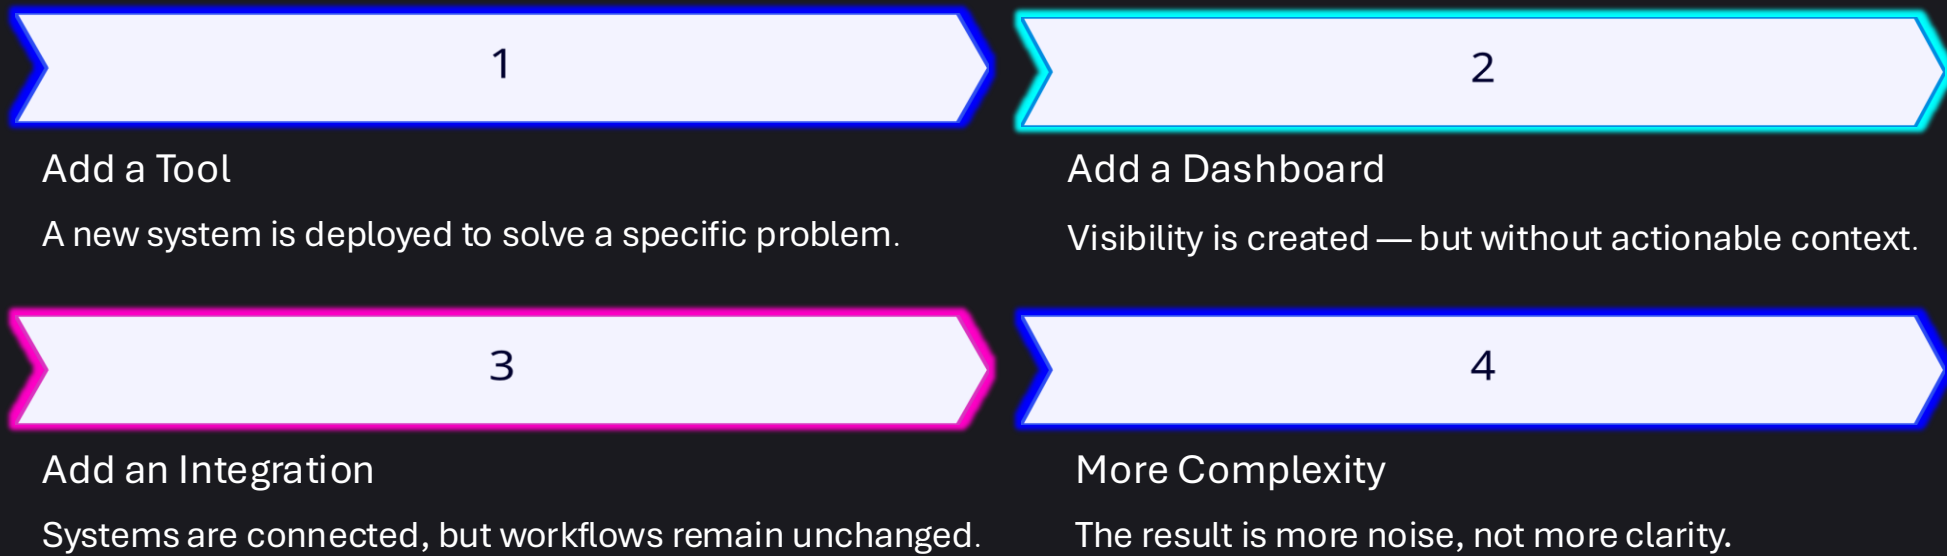 1
2
Add a Tool
Add a Dashboard
A new system is deployed to solve a specific problem.
Visibility is created — but without actionable context.
3
4
Add an Integration
More Complexity
Systems are connected, but workflows remain unchanged.
The result is more noise, not more clarity.